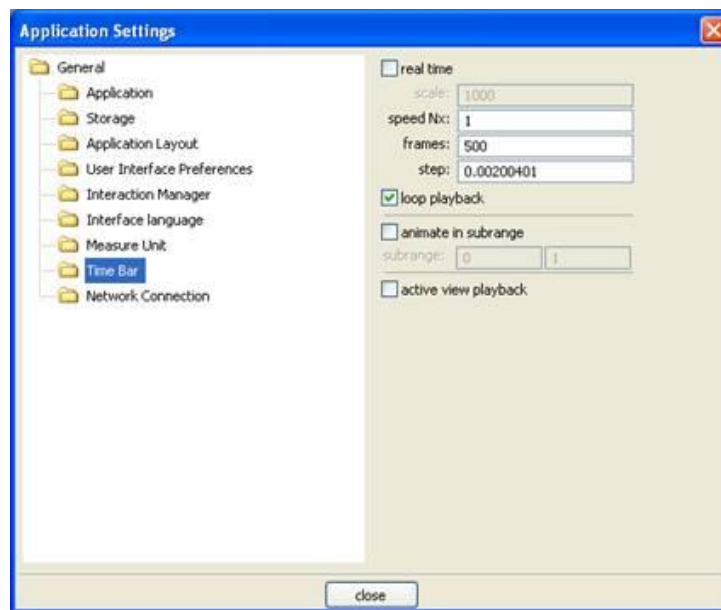 Application Settings
General
Application
Storage
Application Layout
User Interface Preferences
Interaction Manager
Interface language
Measure Unit
Time Bar
Network Connection
real time
scale: 1000
speed Nx: 1
frames: 500
step: 0.00200401
loop playback
animate in subrange
subrange: 0 1
active view playback
close